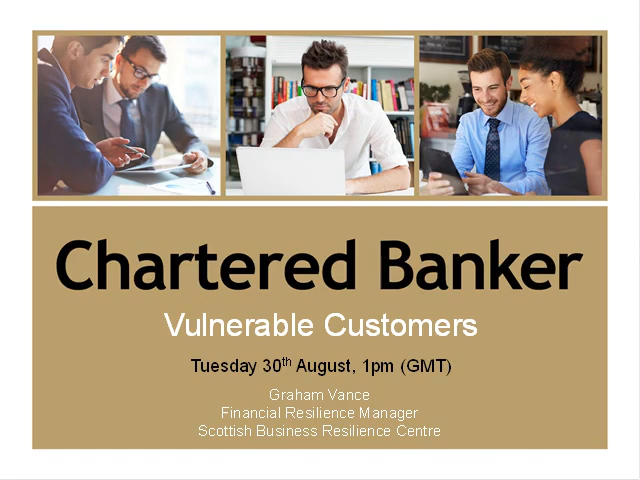 Chartered Banker
Vulnerable Customers
Tuesday 30th August, 1pm (GMT)
Graham Vance
Financial Resilience Manager
Scottish Business Resilience Centre